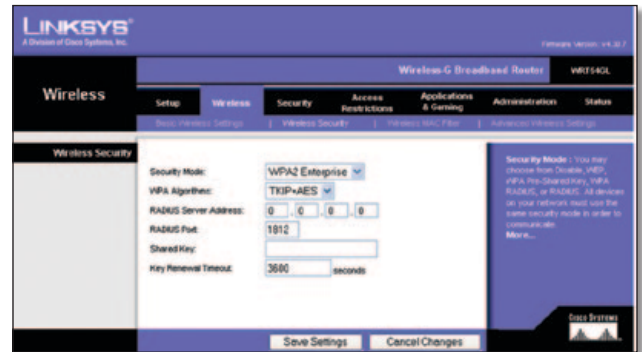 LINKSYS®
A Division of Cisco Systems, Inc.
Firmware Version: v4.30.7
Wireless-G Broadband Router WRT54GL
Wireless
Setup Wireless Security Access Restrictions Applications & Gaming Administration Status
Basic Wireless Settings | Wireless Security | Wireless MAC Filter | Advanced Wireless Settings
Wireless Security
Security Mode: WPA2 Enterprise
WPA Algorithms: TKIP+AES
RADIUS Server Address: 0 . 0 . 0 . 0
RADIUS Port: 1812
Shared Key:
Key Renewal Timeout: 3600 seconds
Security Mode : You may
choose from Disable, WEP,
WPA Pre-Shared Key, WPA
RADIUS, or RADIUS. All devices
on your network must use the
same security mode in order to
communicate.
More...
Save Settings Cancel Changes
CISCO SYSTEMS